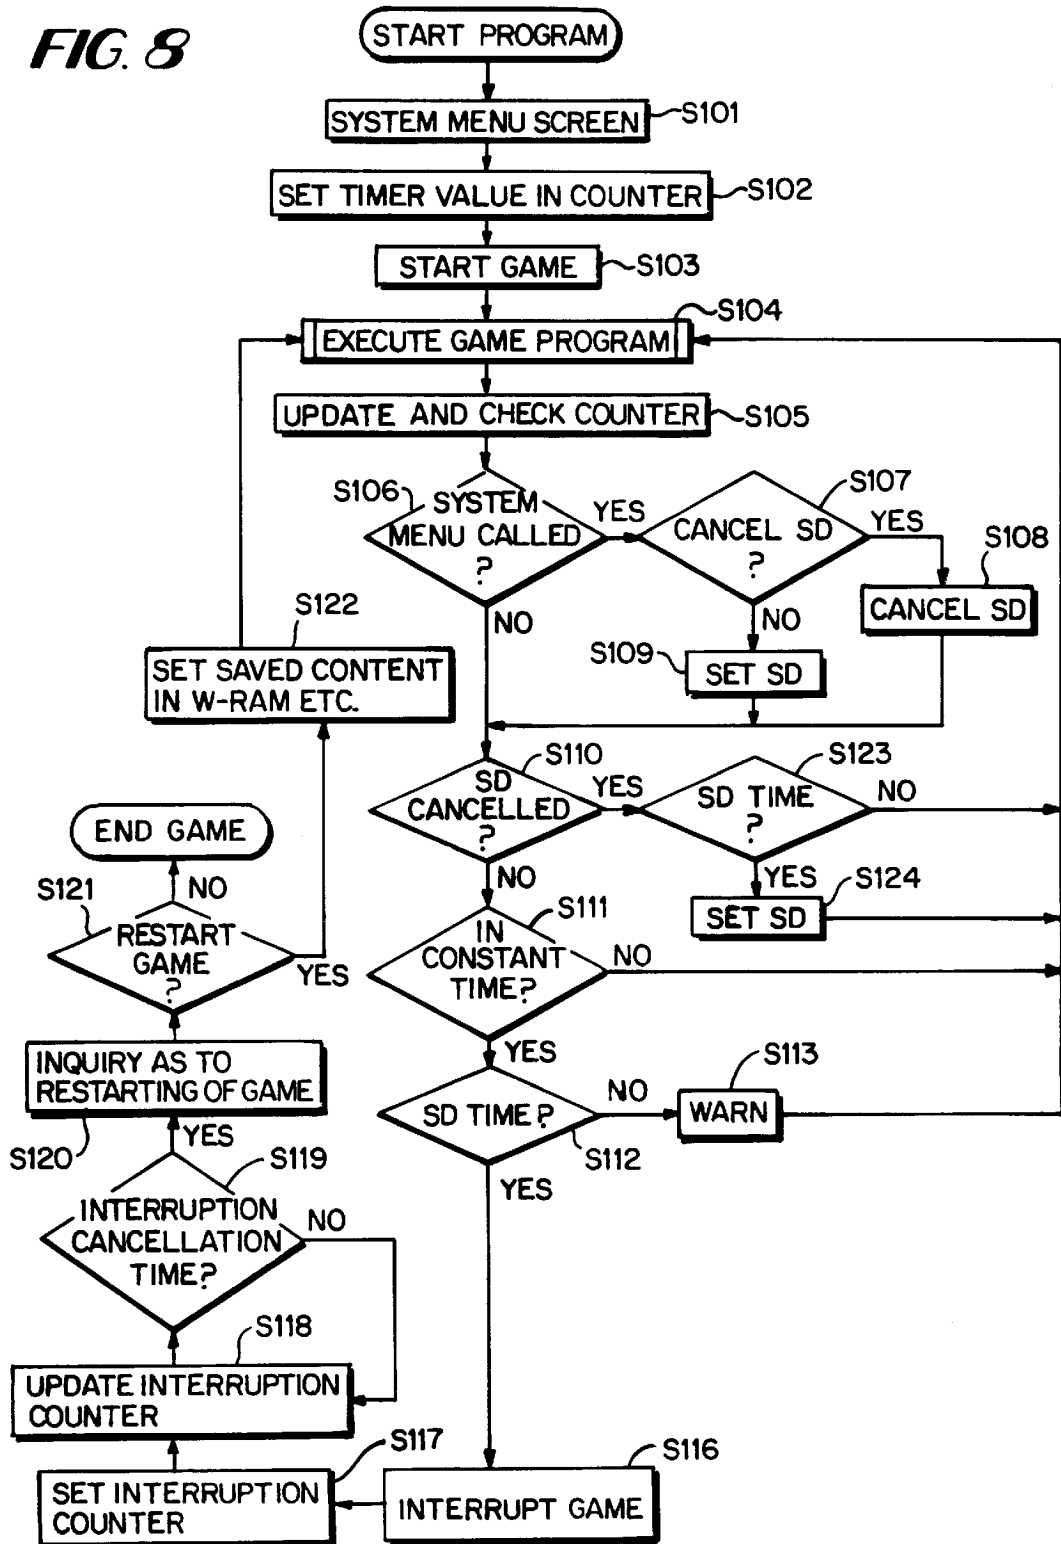 FIG. 8
START PROGRAM
SYSTEM MENU SCREEN
S101
SET TIMER VALUE IN COUNTER
S102
START GAME
S103
EXECUTE GAME PROGRAM
S104
UPDATE AND CHECK COUNTER
S105
S106
SYSTEM
MENU CALLED
?
YES
NO
S107
CANCEL SD
?
YES
NO
S108
CANCEL SD
S109
SET SD
S122
SET SAVED CONTENT
IN W-RAM ETC.
S110
SD
CANCELLED
?
YES
NO
S123
SD TIME
?
NO
YES
S124
SET SD
END GAME
NO
S121
RESTART
GAME
?
YES
S111
IN
CONSTANT
TIME?
NO
YES
INQUIRY AS TO
RESTARTING OF GAME
S120
YES
SD TIME?
NO
S112
YES
S113
WARN
S119
INTERRUPTION
CANCELLATION
TIME?
NO
S118
UPDATE INTERRUPTION
COUNTER
S117
SET INTERRUPTION
COUNTER
S116
INTERRUPT GAME